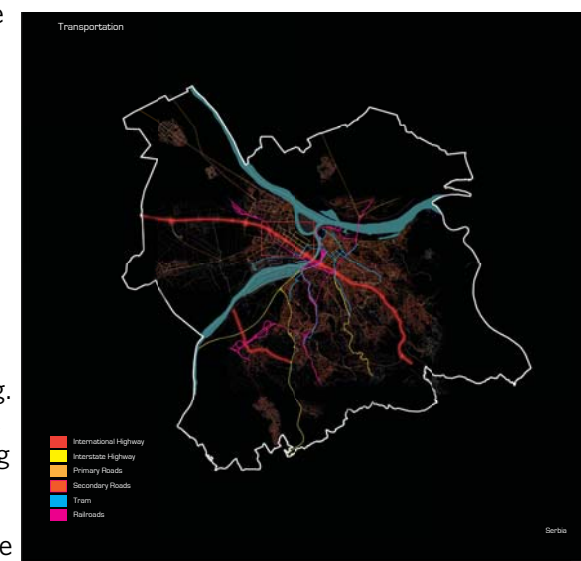 e
Transportation
g.
g
e
International Highway
Interstate Highway
Primary Roads
Secondary Roads
Tram
Railroads
Serbia